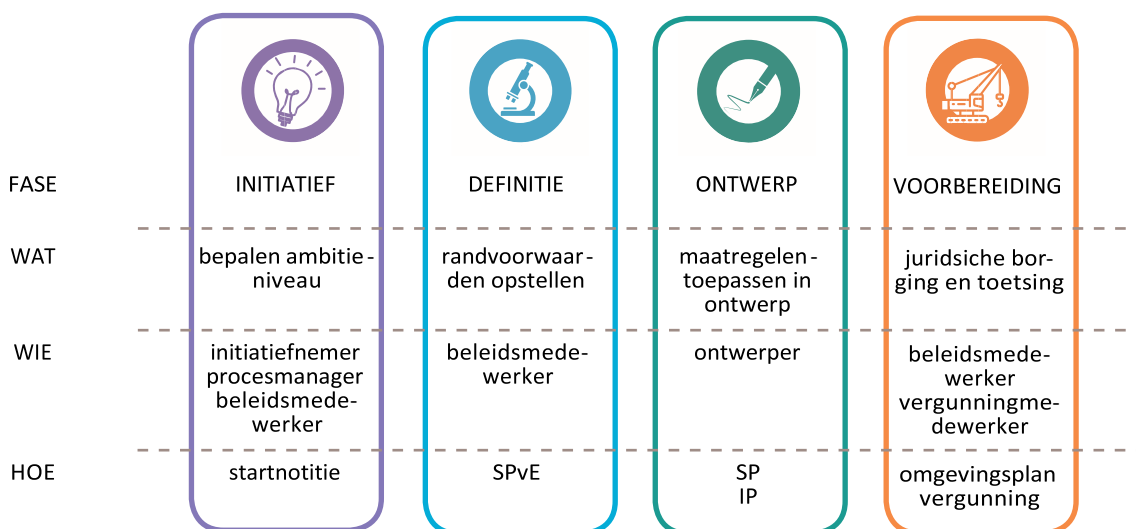 FASE INITIATIEF DEFINITIE ONTWERP VOORBEREIDING
WAT
bepalen ambitie-
niveau
randvoorwaar-
den opstellen
maatregelen-
toepassen in
ontwerp
juridsiche bor-
ging en toetsing
WIE
initiatiefnemer
procesmanager
beleidsmede-
werker
beleidsmede-
werker
ontwerper
beleidsmede-
werker
vergunningme-
dewerker
HOE
startnotitie
SPvE
SP
IP
omgevingsplan
vergunning